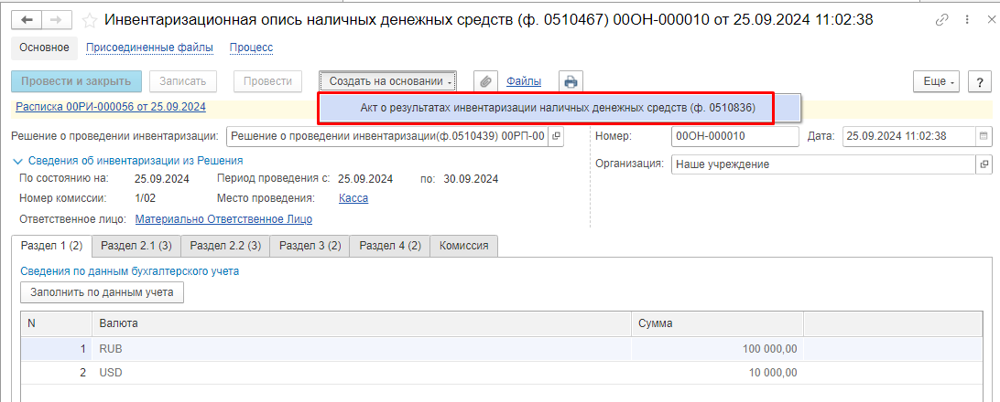 Инвентаризационная опись наличных денежных средств (ф. 0510467) 00ОН-000010 от 25.09.2024 11:02:38
Основное Присоединенные файлы Процесс
Провести и закрыть Записать Провести Создать на основании Файлы Еще ?
Расписка 00РИ-000056 от 25.09.2024
Акт о результатах инвентаризации наличных денежных средств (ф. 0510836)
Решение о проведении инвентаризации: Решение о проведении инвентаризации(ф.0510439) 00РП-00 Номер: 00ОН-000010 Дата: 25.09.2024 11:02:38
Сведения об инвентаризации из Решения Организация: Наше учреждение
По состоянию на: 25.09.2024 Период проведения с: 25.09.2024 по: 30.09.2024
Номер комиссии: 1/02 Место проведения: Касса
Ответственное лицо: Материально Ответственное Лицо
Раздел 1 (2) Раздел 2.1 (3) Раздел 2.2 (3) Раздел 3 (2) Раздел 4 (2) Комиссия
Сведения по данным бухгалтерского учета
Заполнить по данным учета
N Валюта Сумма
1 RUB 100 000,00
2 USD 10 000,00